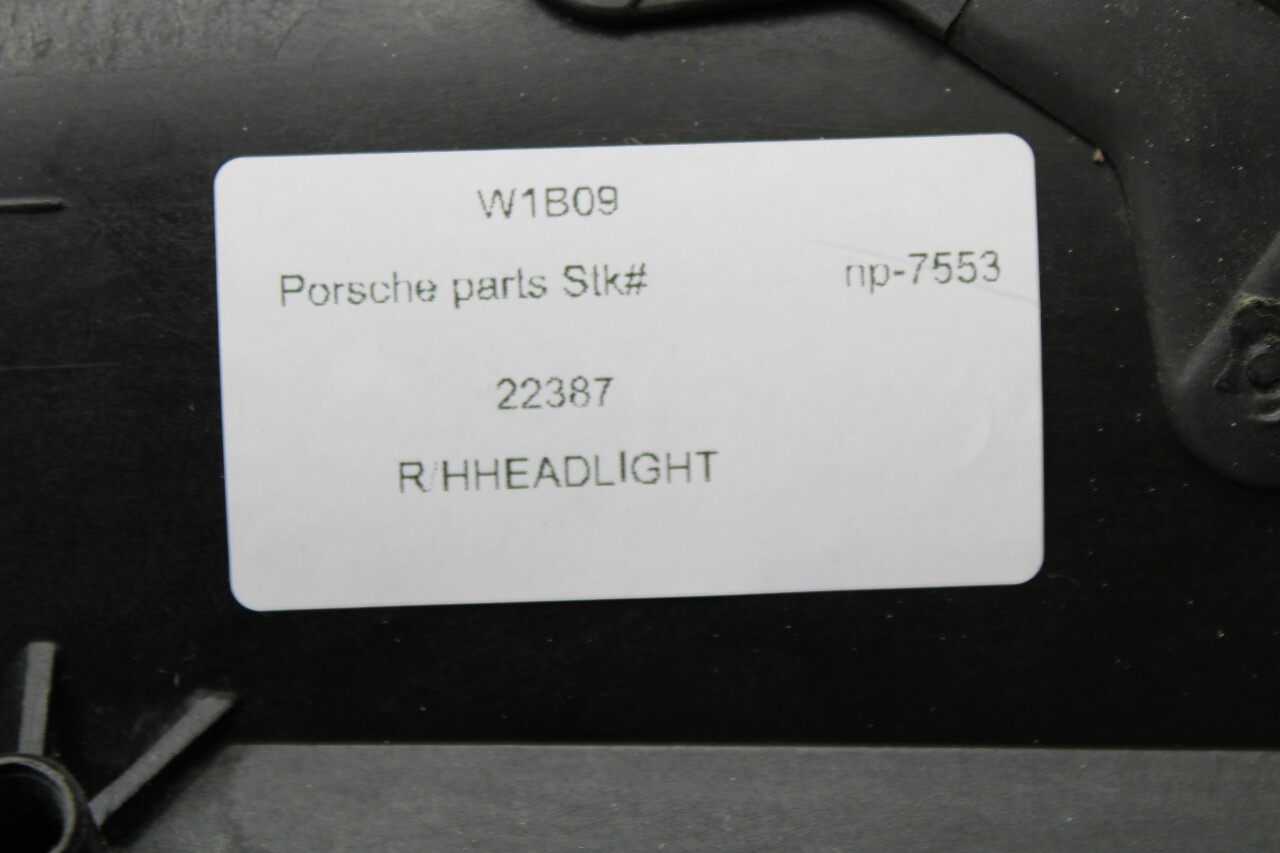 W1B09
Porsche parts Stk# np-7553
22387
R/HHEADLIGHT